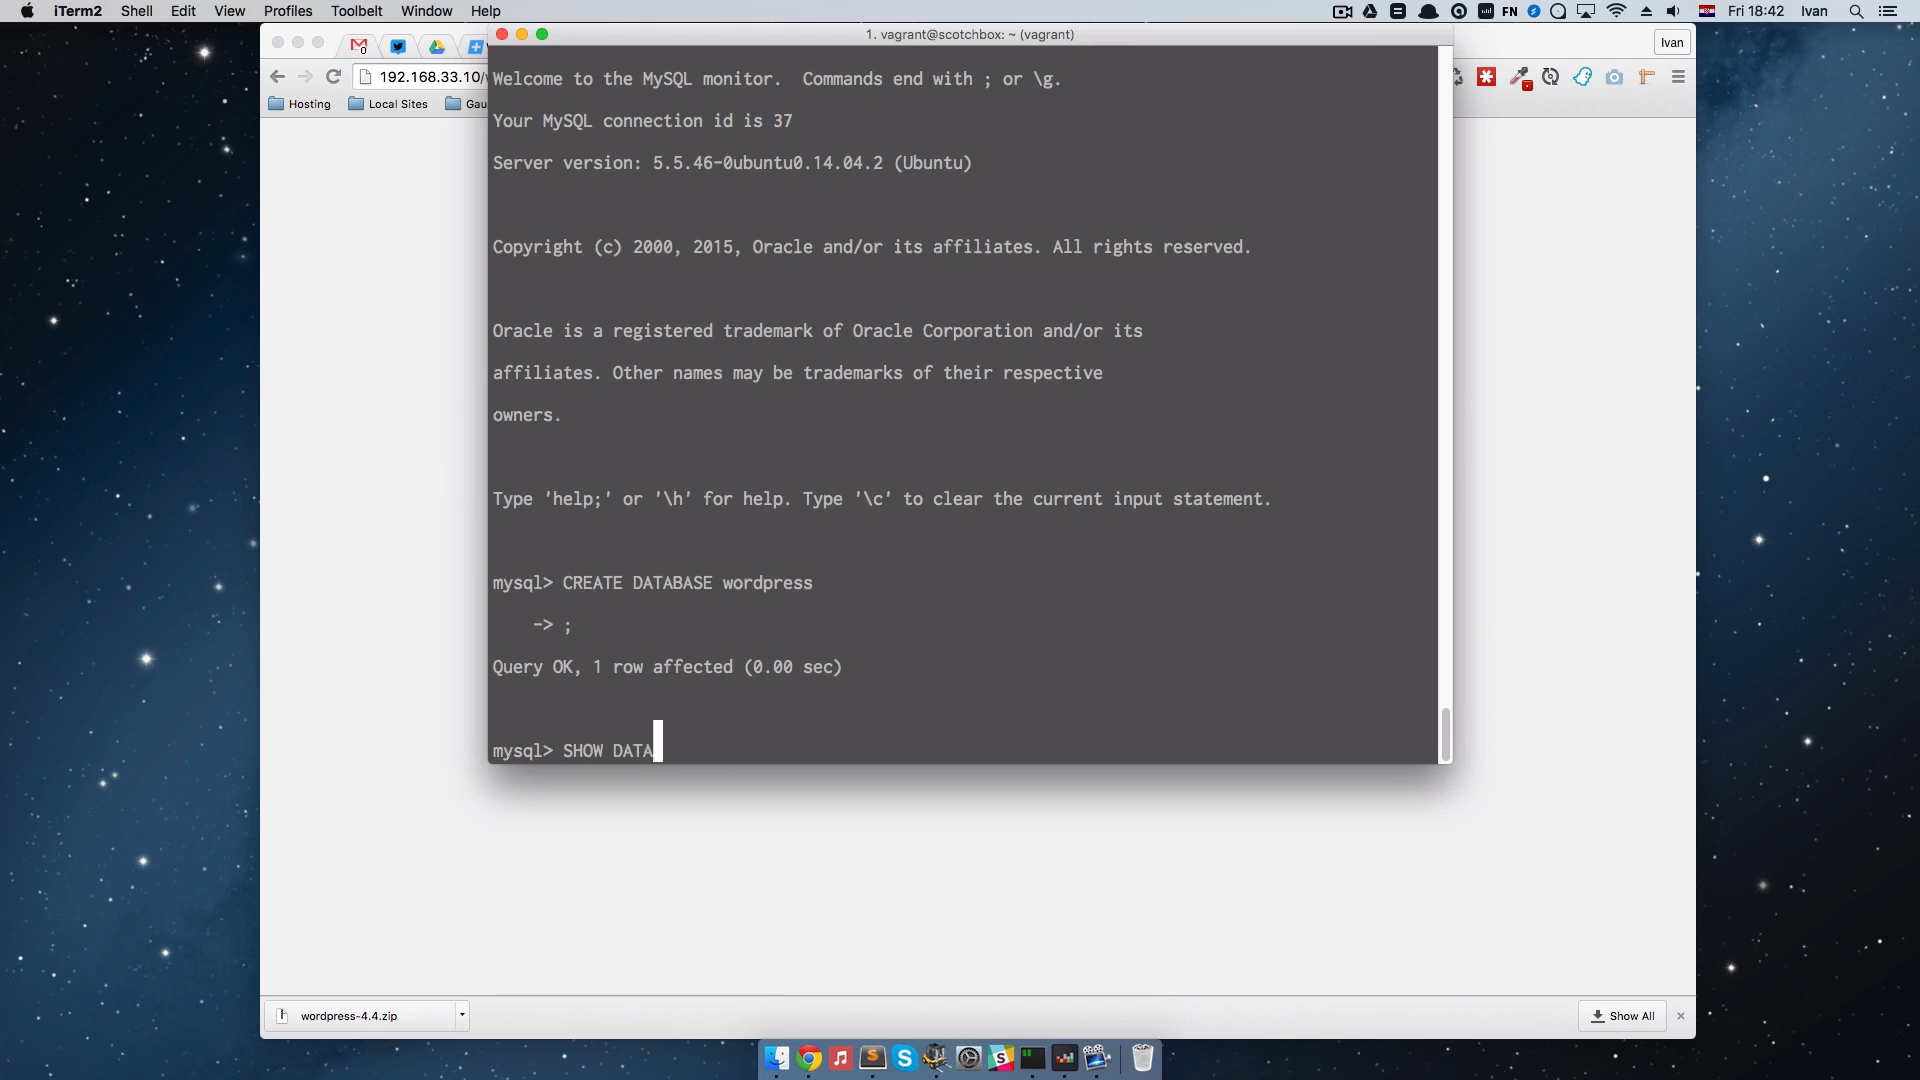 iTerm2 Shell Edit View Profiles Toolbelt Window Help FN Fri 18:42 Ivan
1. vagrant@scotchbox: ~ (vagrant)
Ivan
0
192.168.33.10/
Hosting Local Sites Gau
Welcome to the MySQL monitor.  Commands end with ; or \g.
Your MySQL connection id is 37
Server version: 5.5.46-0ubuntu0.14.04.2 (Ubuntu)
Copyright (c) 2000, 2015, Oracle and/or its affiliates. All rights reserved.
Oracle is a registered trademark of Oracle Corporation and/or its
affiliates. Other names may be trademarks of their respective
owners.
Type 'help;' or '\h' for help. Type '\c' to clear the current input statement.
mysql> CREATE DATABASE wordpress
-> ;
Query OK, 1 row affected (0.00 sec)
mysql> SHOW DATA
wordpress-4.4.zip
Show All